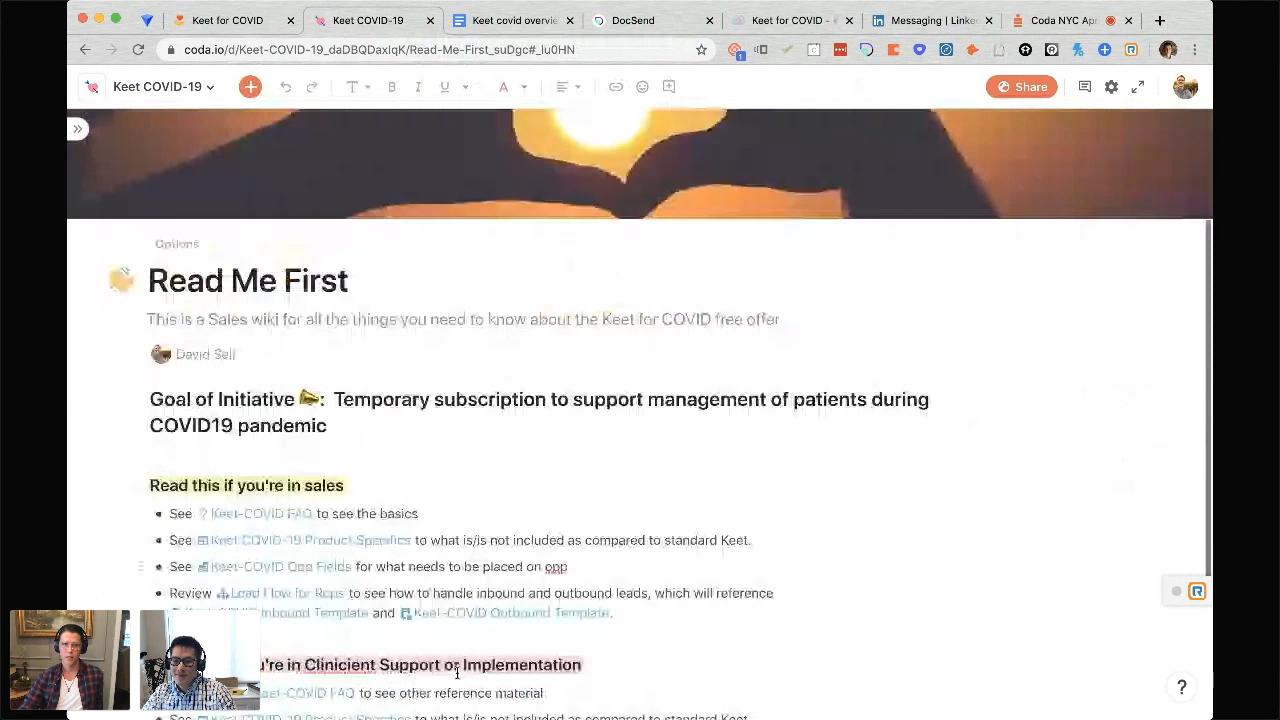 Keet for COVID
Keet COVID-19
Keet covid overvie
DocSend
Keet for COVID -
Messaging | Linke
Coda NYC Apr
coda.io/d/Keet-COVID-19_daDBQDaxIqK/Read-Me-First_suDgc#_lu0HN
Keet COVID-19
Share
Options
Read Me First
This is a Sales wiki for all the things you need to know about the Keet for COVID free offer
David Sell
Goal of Initiative : Temporary subscription to support management of patients during
COVID19 pandemic
Read this if you're in sales
See Keet-COVID FAQ to see the basics
See Keet COVID-19 Product Specifics to what is/is not included as compared to standard Keet.
See Keet-COVID Opp Fields for what needs to be placed on opp
Review Lead Flow for Reps to see how to handle inbound and outbound leads, which will reference
Inbound Template and Keet-COVID Outbound Template.
you're in Clinicient Support or Implementation
-COVID FAQ to see other reference material